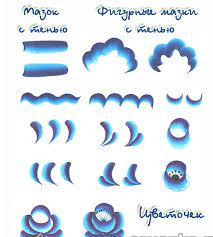 Мазок
с тенью
Фигурные мазки
с тенью
Цветочек